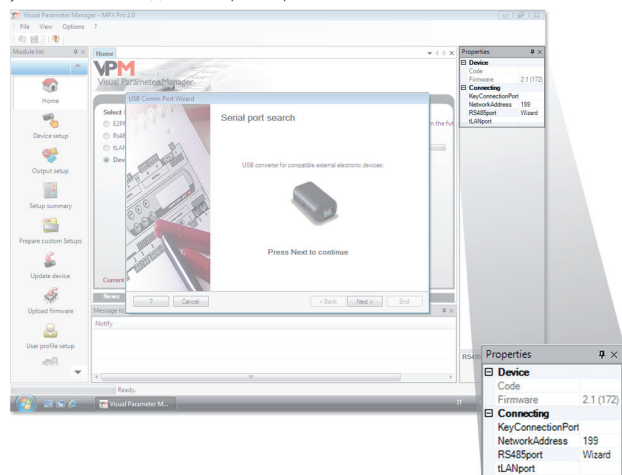 Visual Parameter Manager - MPX Pro 2.0
File View Options ?
Module list
Home
Device setup
Output setup
Setup summary
Prepare custom Setups
Update device
Upload firmware
User profile setup
Home
VPM
Visual Parameter Manager
Select
E2P
Rs48
tLAN
Dev
n the fut
Current
News
USB Comm Port Wizard
Serial port search
USB converter for compatible external electronic devices:
Press Next to continue
? Cancel < Back Next > End
Message lis
Notify
Ready.
Visual Parameter M...
IT
Properties
Device
Code
Firmware 2.1 (172)
Connecting
KeyConnectionPort
NetworkAddress 199
RS485port Wizard
tLANport
RS485
Properties
Device
Code
Firmware 2.1 (172)
Connecting
KeyConnectionPort
NetworkAddress 199
RS485port Wizard
tLANport